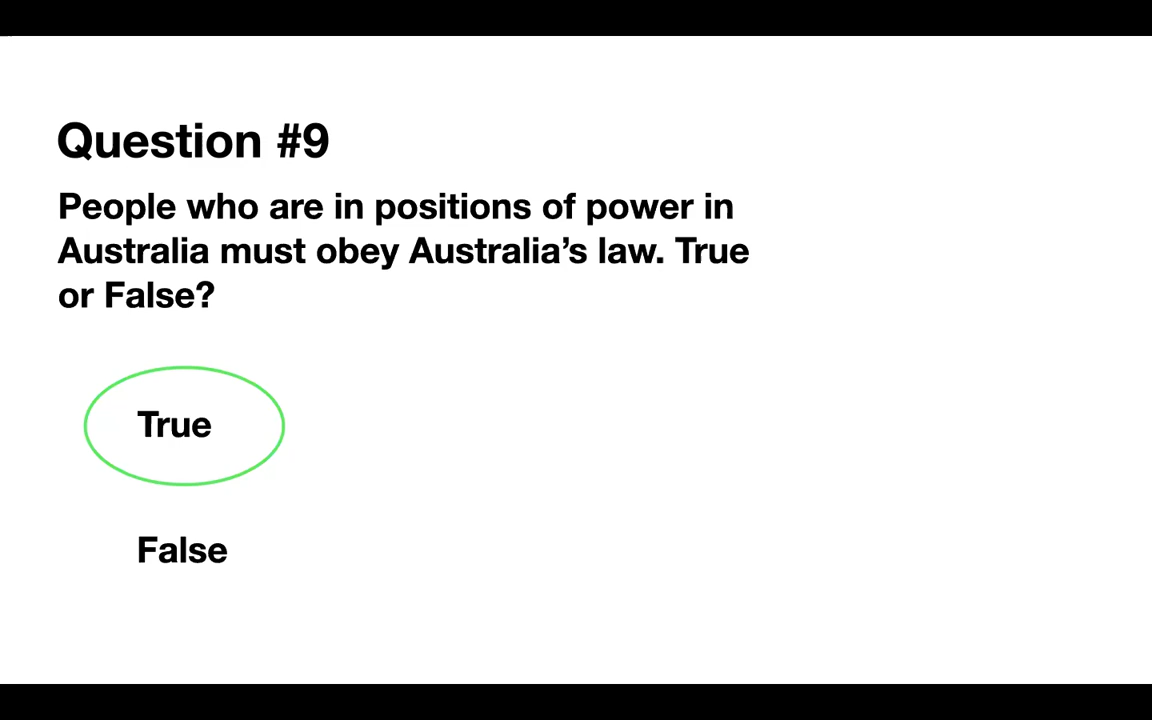 Question #9
People who are in positions of power in
Australia must obey Australia’s law. True
or False?
True
False